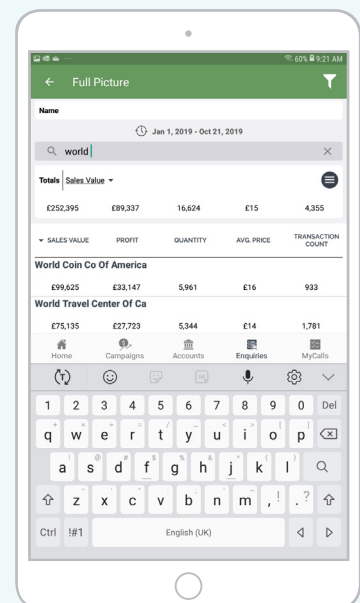 60% 9:21 AM
Full Picture
Name
Jan 1, 2019 - Oct 21, 2019
world
Totals Sales Value
£252,395 £89,337 16,624 £15 4,355
SALES VALUE PROFIT QUANTITY AVG. PRICE TRANSACTION COUNT
World Coin Co Of America
£99,625 £33,147 5,961 £16 933
World Travel Center Of Ca
£75,135 £27,723 5,344 £14 1,781
Home Campaigns Accounts Enquiries MyCalls
1 2 3 4 5 6 7 8 9 0 Del
q w e r t y u i o p
a s d f g h j k l
z x c v b n m , ! . ?
Ctrl !#1 English (UK)